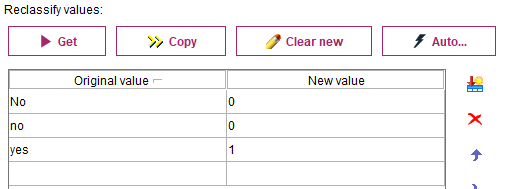 Reclassify values:
Get Copy Clear new Auto...
Original value New value
No 0
no 0
yes 1